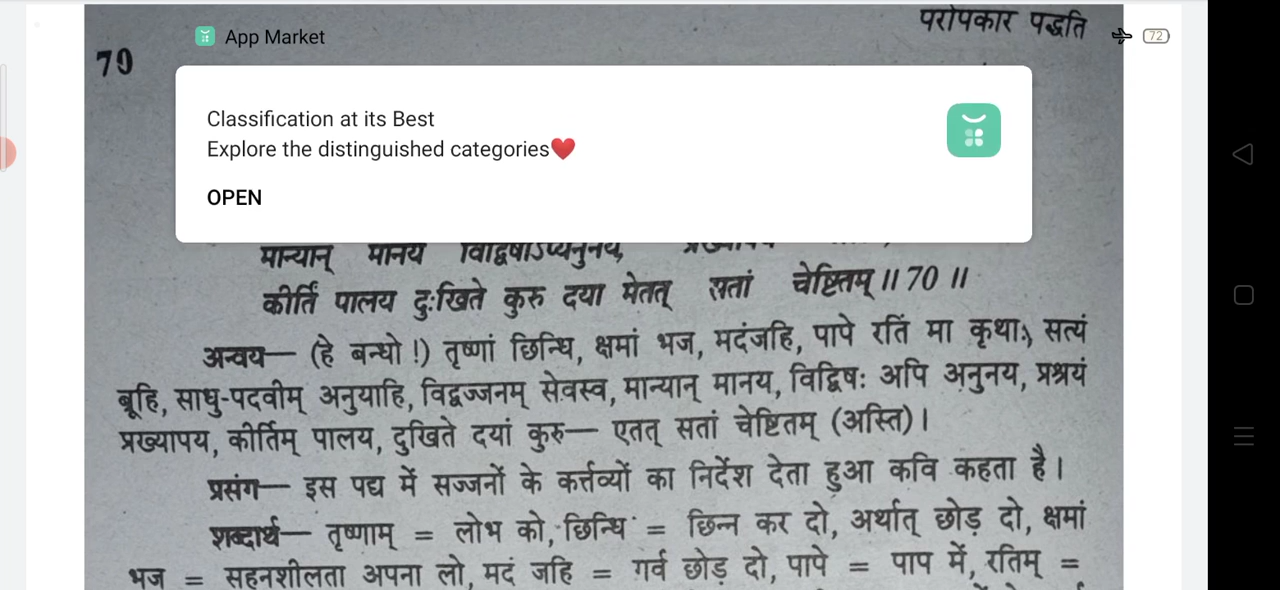 परोपकार पद्धति
App Market
72
70
Classification at its Best
Explore the distinguished categories❤️
OPEN
मान्यान् मानय विद्विषोऽप्यनुनय,
कीर्तिं पालय दुःखिते कुरु दया मेतत् सतां चेष्टितम् ॥ 70 ॥
अन्वय— (हे बन्धो !) तृष्णां छिन्धि, क्षमां भज, मदंजहि, पापे रतिं मा कृथाः, सत्यं
ब्रूहि, साधु-पदवीम् अनुयाहि, विद्वज्जनम् सेवस्व, मान्यान् मानय, विद्विषः अपि अनुनय, प्रश्रयं
प्रख्यापय, कीर्तिम् पालय, दुखिते दयां कुरु— एतत् सतां चेष्टितम् (अस्ति)।
प्रसंग— इस पद्य में सज्जनों के कर्त्तव्यों का निर्देश देता हुआ कवि कहता है।
शब्दार्थ— तृष्णाम् = लोभ को, छिन्धि = छिन्न कर दो, अर्थात् छोड़ दो, क्षमां
भज = सहनशीलता अपना लो, मदं जहि = गर्व छोड़ दो, पापे = पाप में, रतिम् =